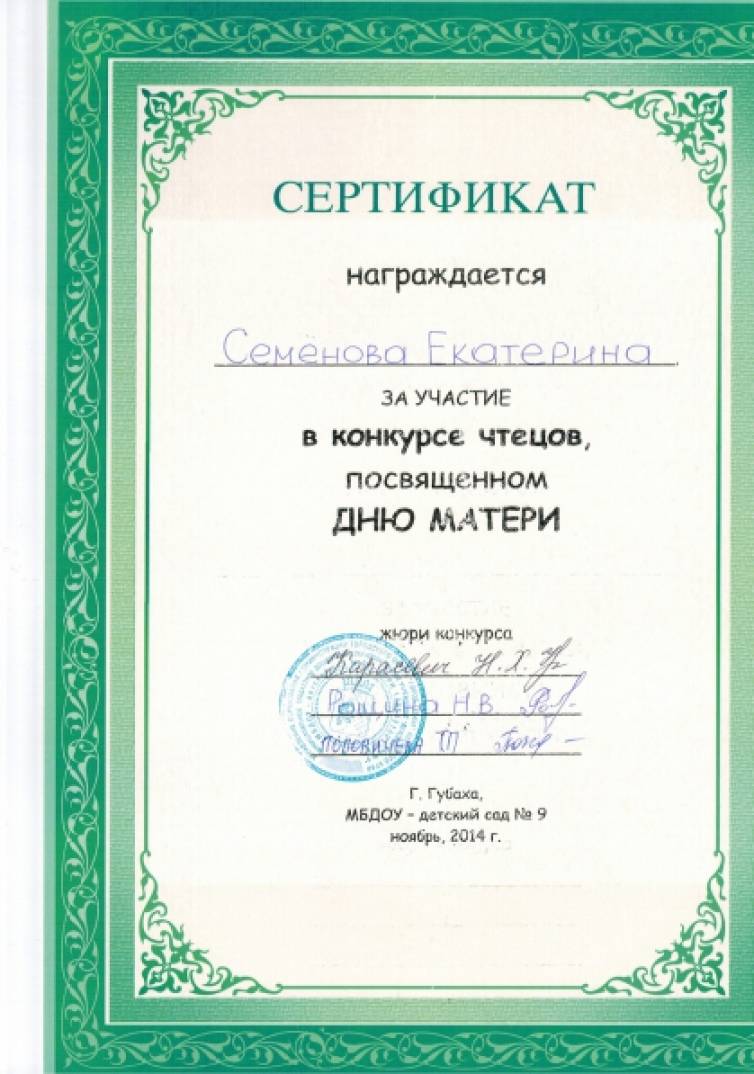 СЕРТИФИКАТ
награждается
Семёнова Екатерина
ЗА УЧАСТИЕ
в конкурсе чтецов,
посвященном
ДНЮ МАТЕРИ
жюри конкурса
Карасевич Н.Х.
Рощина Н.В.
Г. Губаха,
МБДОУ – детский сад № 9
ноябрь, 2014 г.